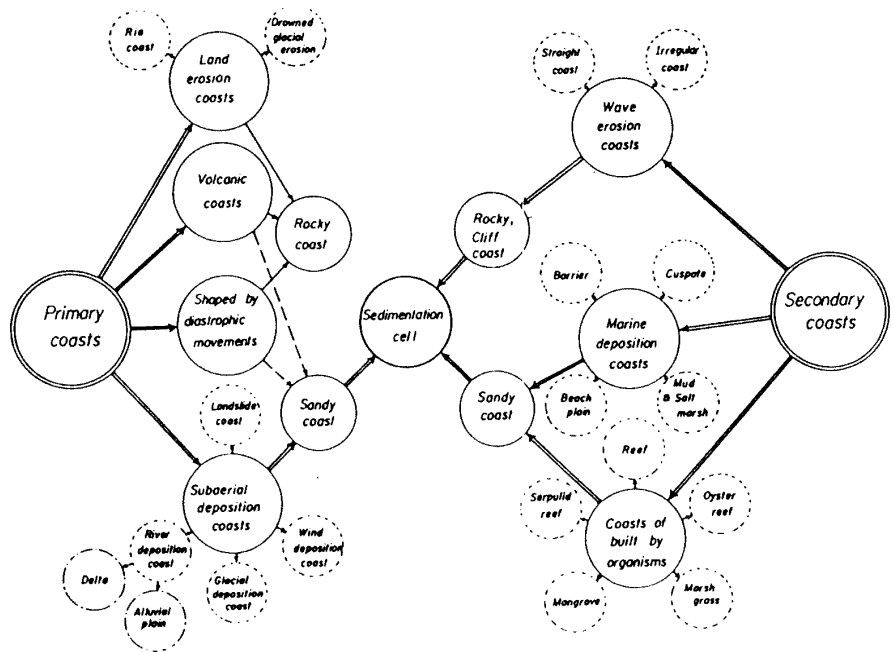 Ria
coast
Drowned
glacial
erosion
Land
erosion
coasts
Volcanic
coasts
Rocky
coast
Primary
coasts
Shaped by
diastrophic
movements
Sandy
coast
Landslide
coast
Subaerial
deposition
coasts
River
deposition
coast
Wind
deposition
coast
Delta
Glacial
deposition
coast
Alluvial
plain
Sedimentation
cell
Straight
coast
Irregular
coast
Wave
erosion
coasts
Rocky,
Cliff
coast
Barrier
Cuspate
Marine
deposition
coasts
Secondary
coasts
Sandy
coast
Beach
plain
Mud
& Salt
marsh
Reef
Serpulid
reef
Oyster
reef
Coasts of
built by
organisms
Mangrove
Marsh
grass